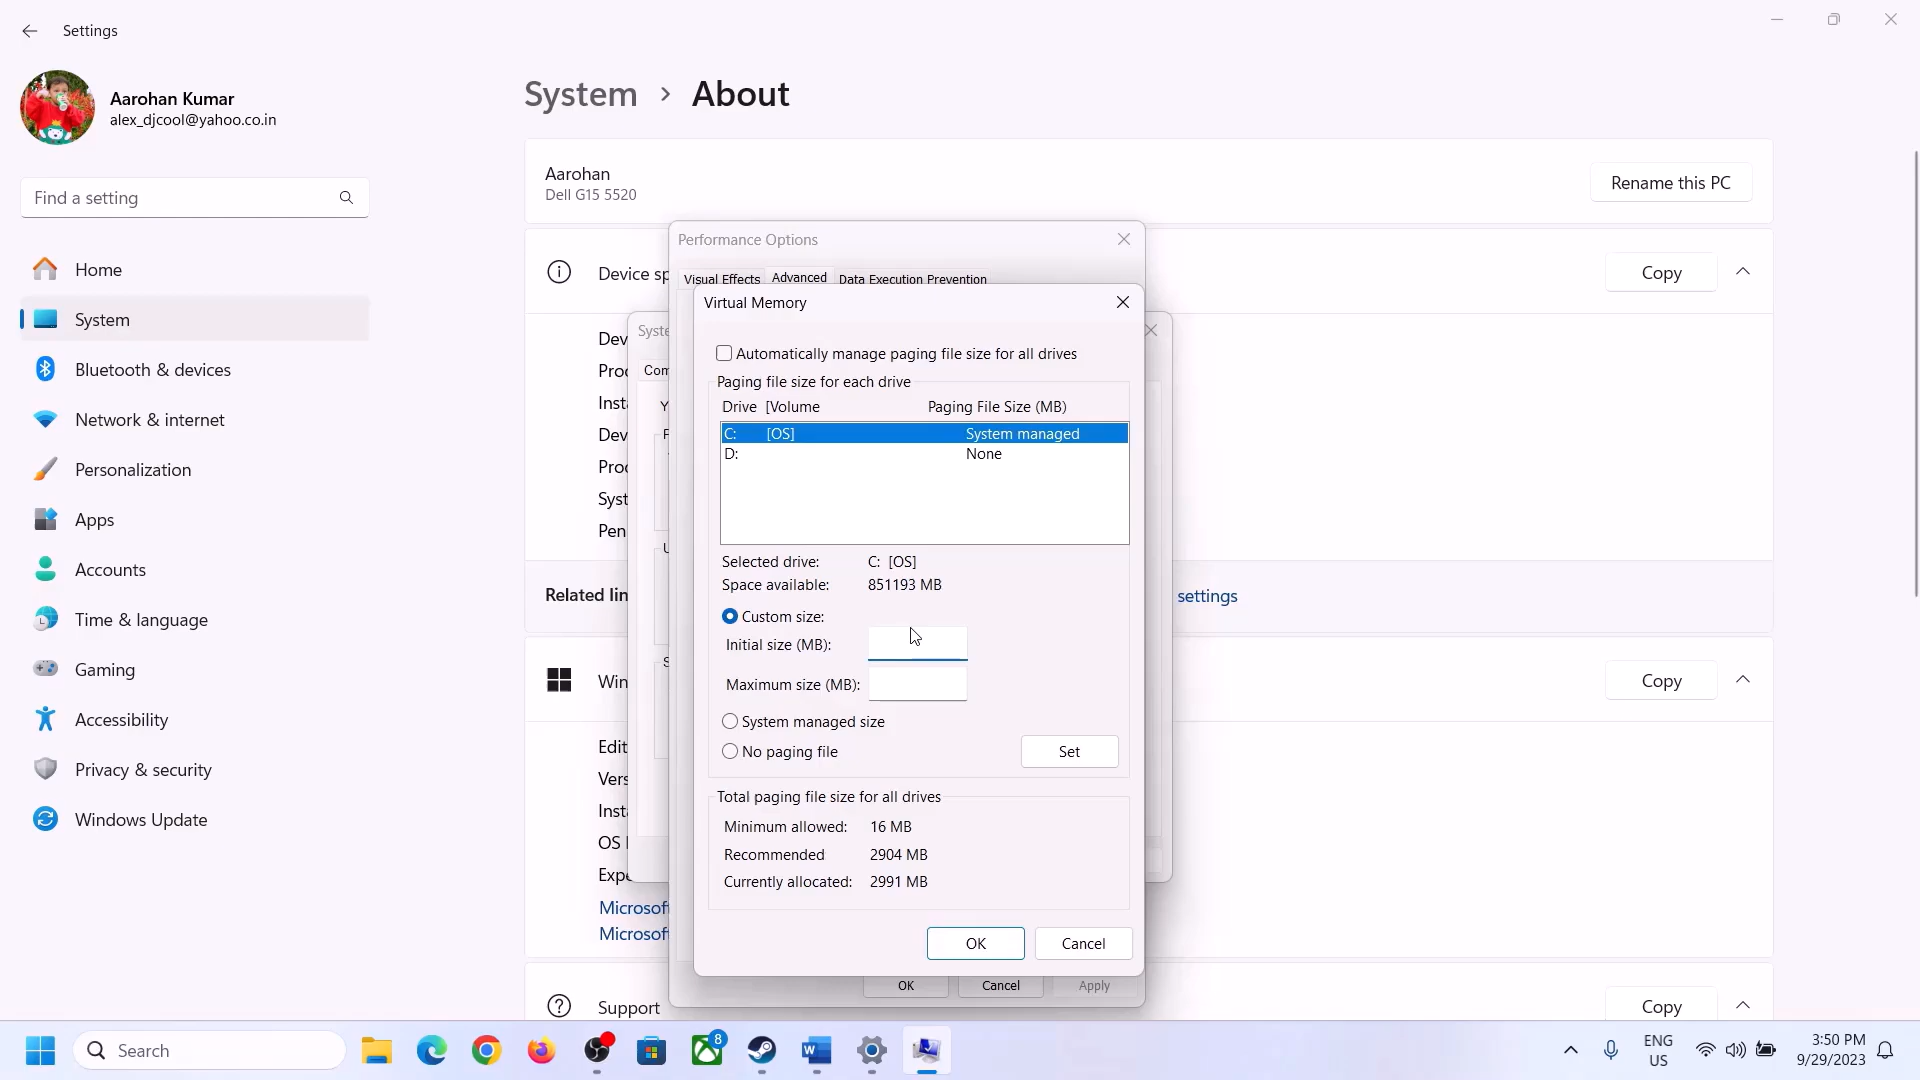 Settings
Aarohan Kumar
alex_djcool@yahoo.co.in
Find a setting
Home
System
Bluetooth & devices
Network & internet
Personalization
Apps
Accounts
Time & language
Gaming
Accessibility
Privacy & security
Windows Update
System > About
Aarohan
Dell G15 5520
Rename this PC
Device sp
Copy
Dev
Proc
Insta
Dev
Proc
Syst
Pen
Related lin
settings
Win
Copy
Edit
Vers
Insta
OS
Expe
Microsof
Microsof
Support
Copy
Syste
Com
Performance Options
Visual Effects Advanced Data Execution Prevention
Virtual Memory
Automatically manage paging file size for all drives
Paging file size for each drive
Drive [Volume Paging File Size (MB)
C: [OS] System managed
D: None
Selected drive: C: [OS]
Space available: 851193 MB
Custom size:
Initial size (MB):
Maximum size (MB):
System managed size
No paging file
Set
Total paging file size for all drives
Minimum allowed: 16 MB
Recommended 2904 MB
Currently allocated: 2991 MB
OK Cancel
OK Cancel Apply
Search
8
ENG
US
3:50 PM
9/29/2023